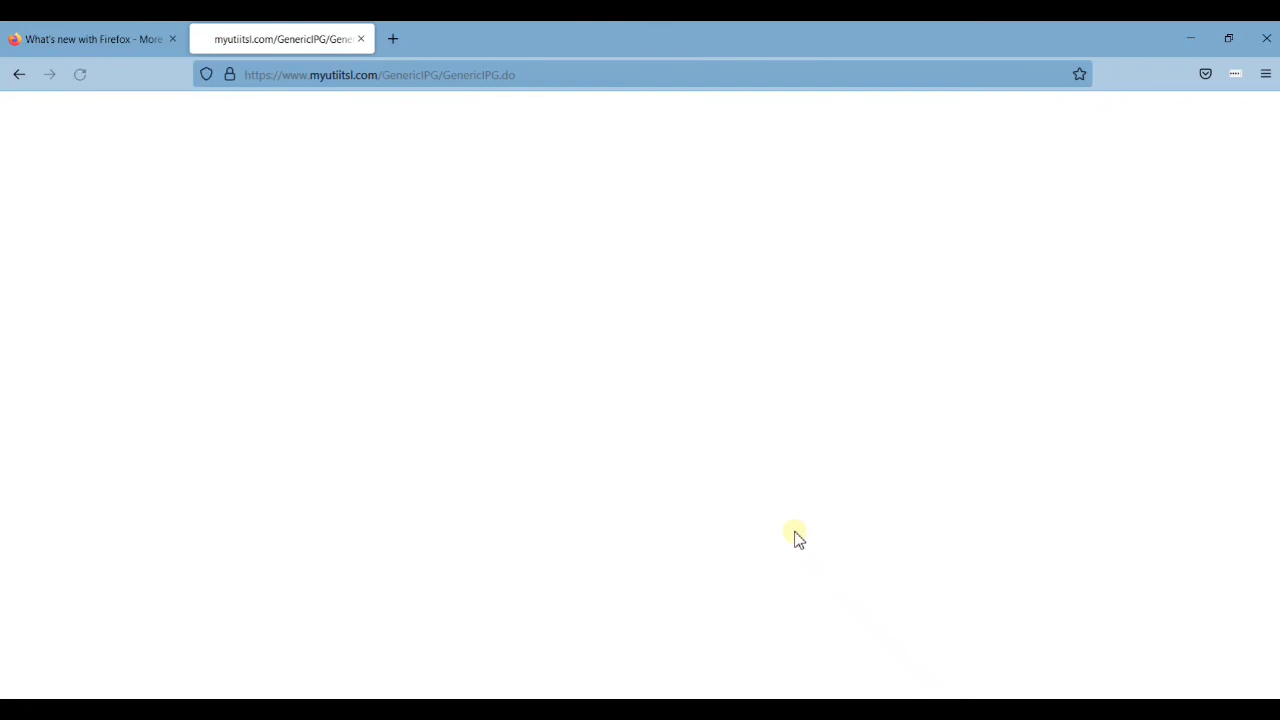 What's new with Firefox - More
myutiitsl.com/GenericIPG/Gene
https://www.myutiitsl.com/GenericIPG/GenericIPG.do